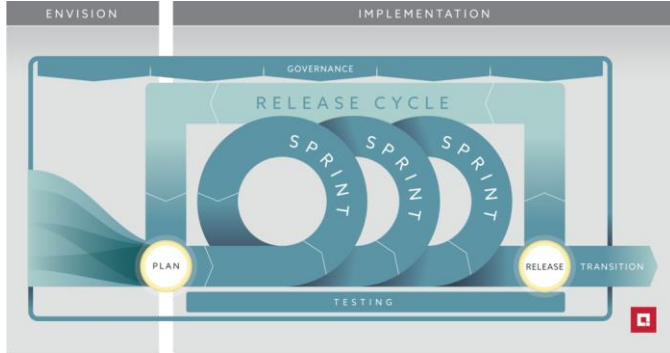 ENVISION
IMPLEMENTATION
GOVERNANCE
RELEASE CYCLE
SPRINT
SPRINT
SPRINT
PLAN
RELEASE
TRANSITION
TESTING